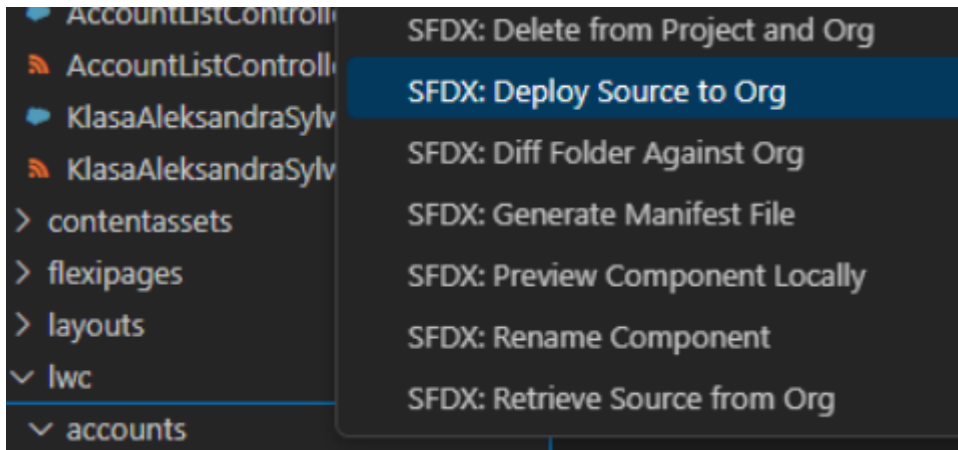 AccountListControll
AccountListControll
KlasaAleksandraSylw
KlasaAleksandraSylw
contentassets
flexipages
layouts
lwc
accounts
SFDX: Delete from Project and Org
SFDX: Deploy Source to Org
SFDX: Diff Folder Against Org
SFDX: Generate Manifest File
SFDX: Preview Component Locally
SFDX: Rename Component
SFDX: Retrieve Source from Org